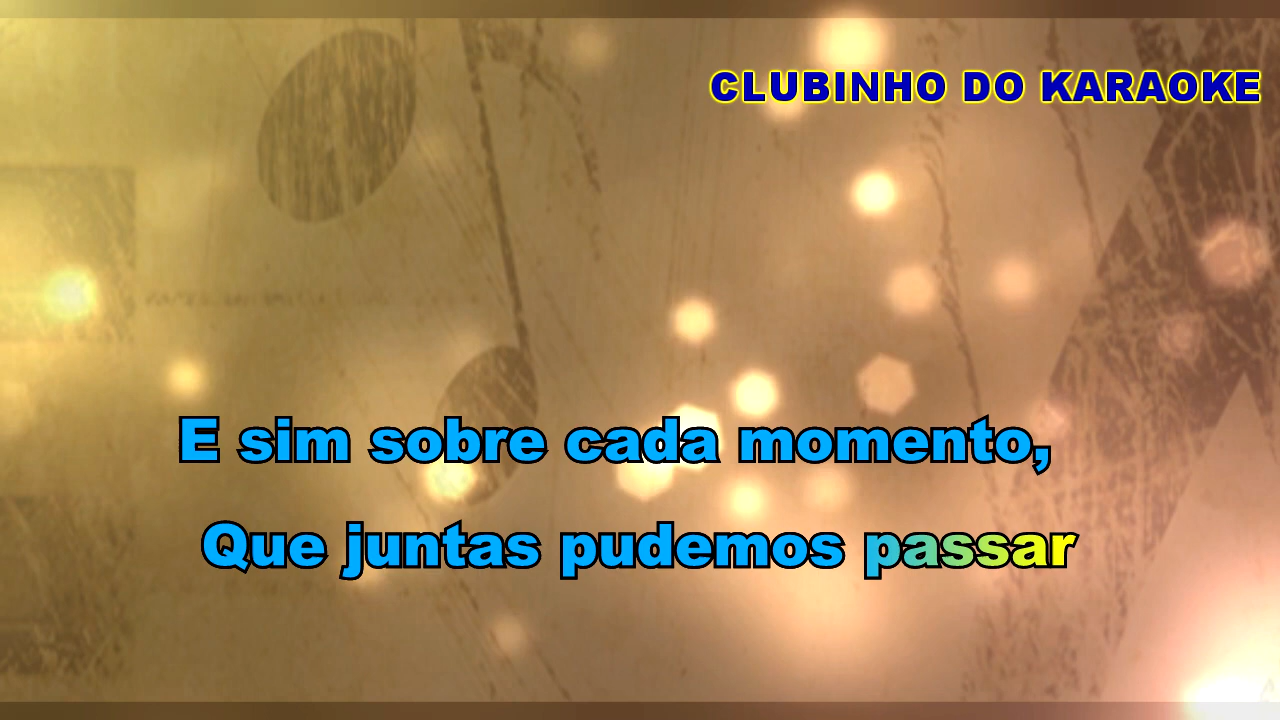 CLUBINHO DO KARAOKE
E sim sobre cada momento,
Que juntas pudemos passar